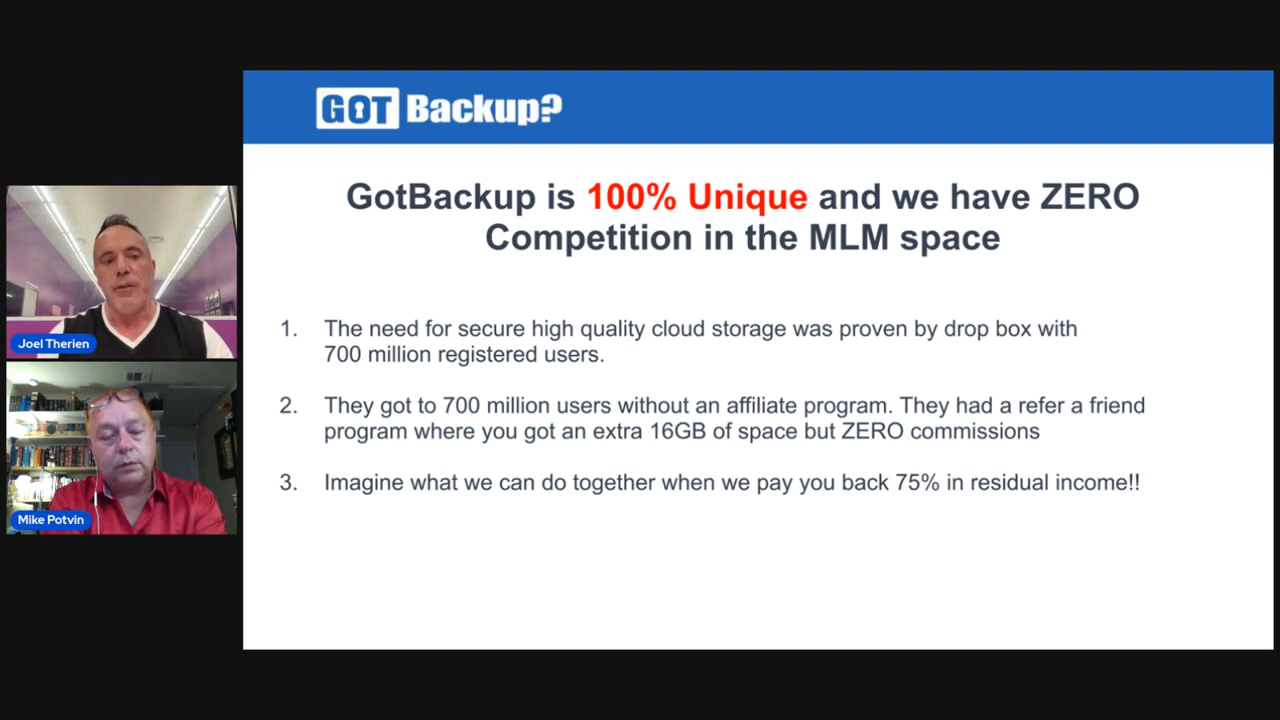 GOT Backup?
GotBackup is 100% Unique and we have ZERO
Competition in the MLM space
1. The need for secure high quality cloud storage was proven by drop box with
700 million registered users.
2. They got to 700 million users without an affiliate program. They had a refer a friend
program where you got an extra 16GB of space but ZERO commissions
3. Imagine what we can do together when we pay you back 75% in residual income!!
Joel Therien
Mike Potvin